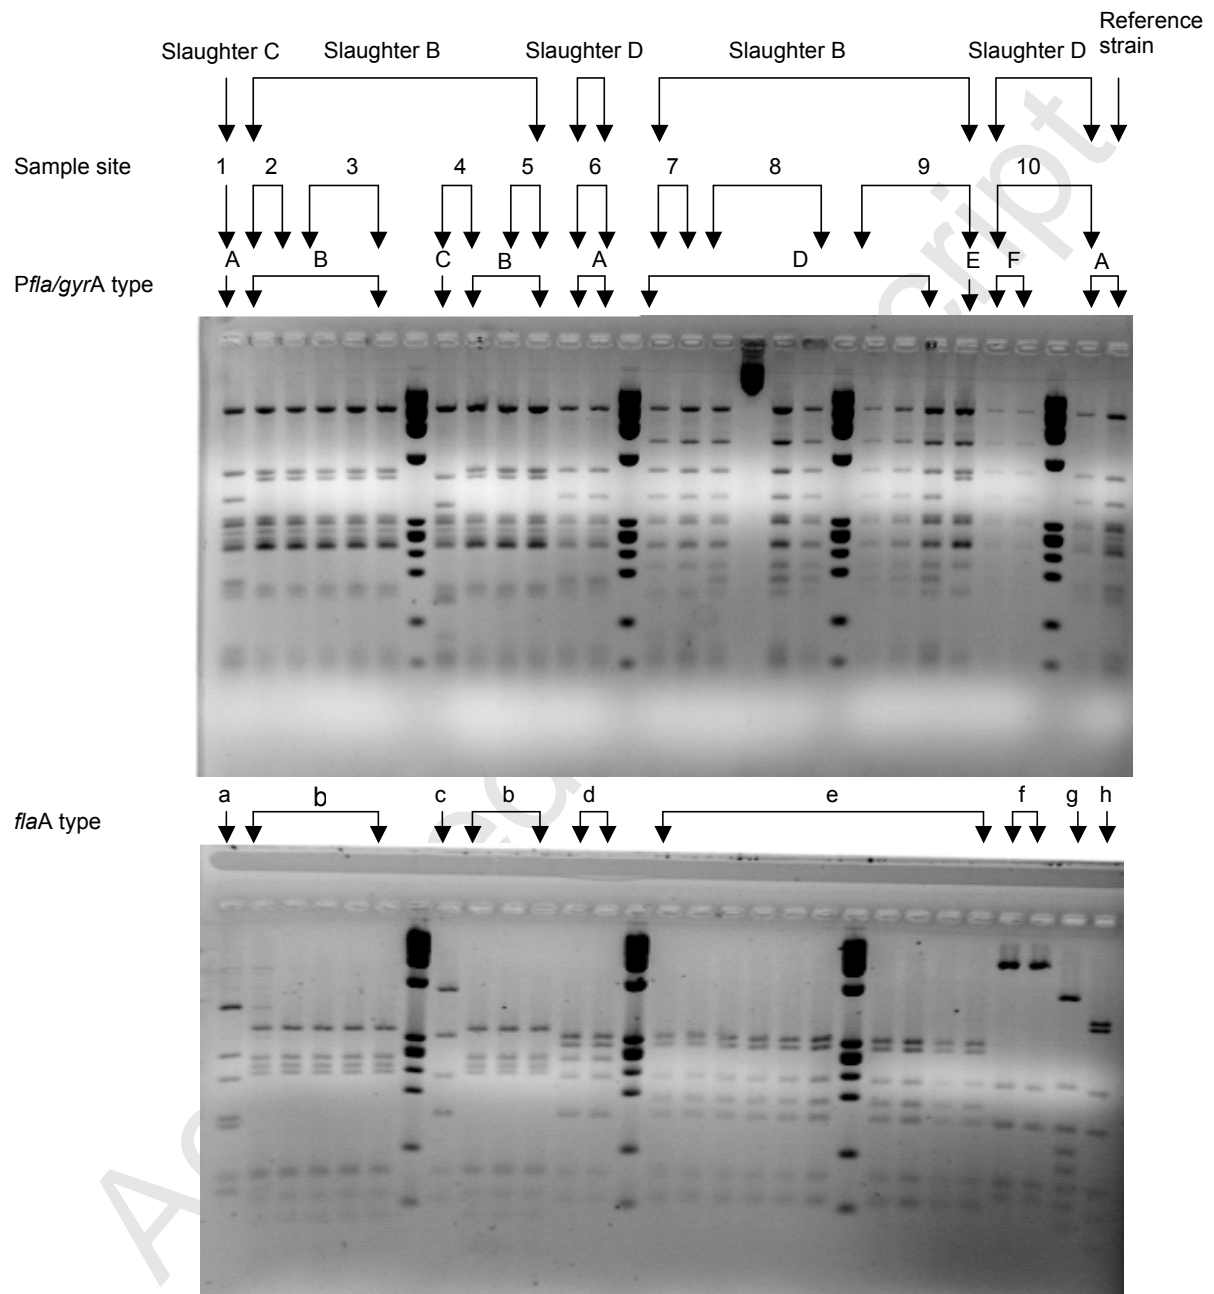 Reference
strain
Slaughter C Slaughter B Slaughter D Slaughter B Slaughter D
Sample site 1 2 3 4 5 6 7 8 9 10
A B C B A D E F A
Pfla/gyrA type
a b c b d e f g h
flaA type